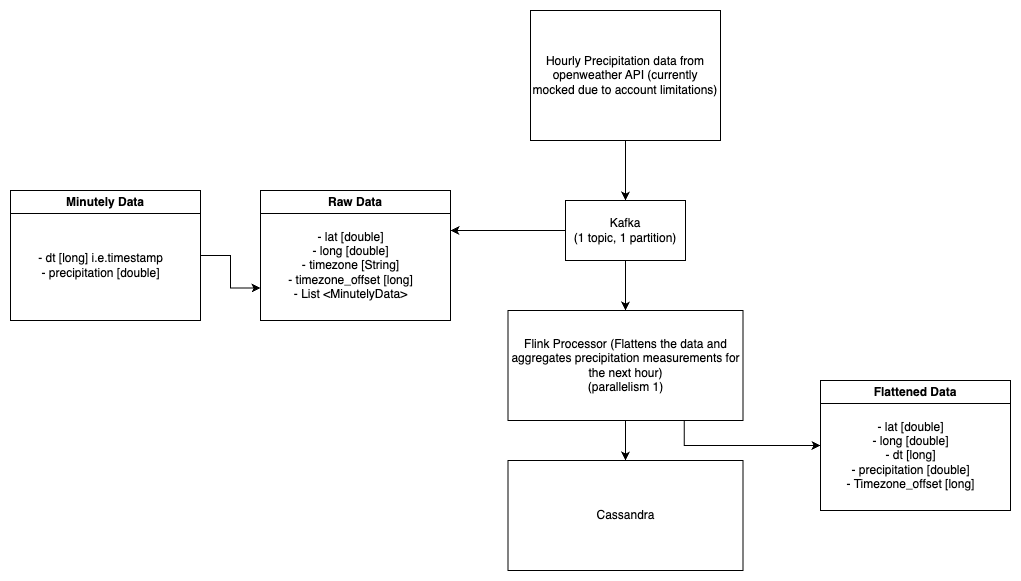 Hourly Precipitation data from
openweather API (currently
mocked due to account limitations)
Minutely Data
- dt [long] i.e.timestamp
- precipitation [double]
Raw Data
- lat [double]
- long [double]
- timezone [String]
- timezone_offset [long]
- List <MinutelyData>
Kafka
(1 topic, 1 partition)
Flink Processor (Flattens the data and
aggregates precipitation measurements for
the next hour)
(parallelism 1)
Flattened Data
- lat [double]
- long [double]
- dt [long]
- precipitation [double]
- Timezone_offset [long]
Cassandra